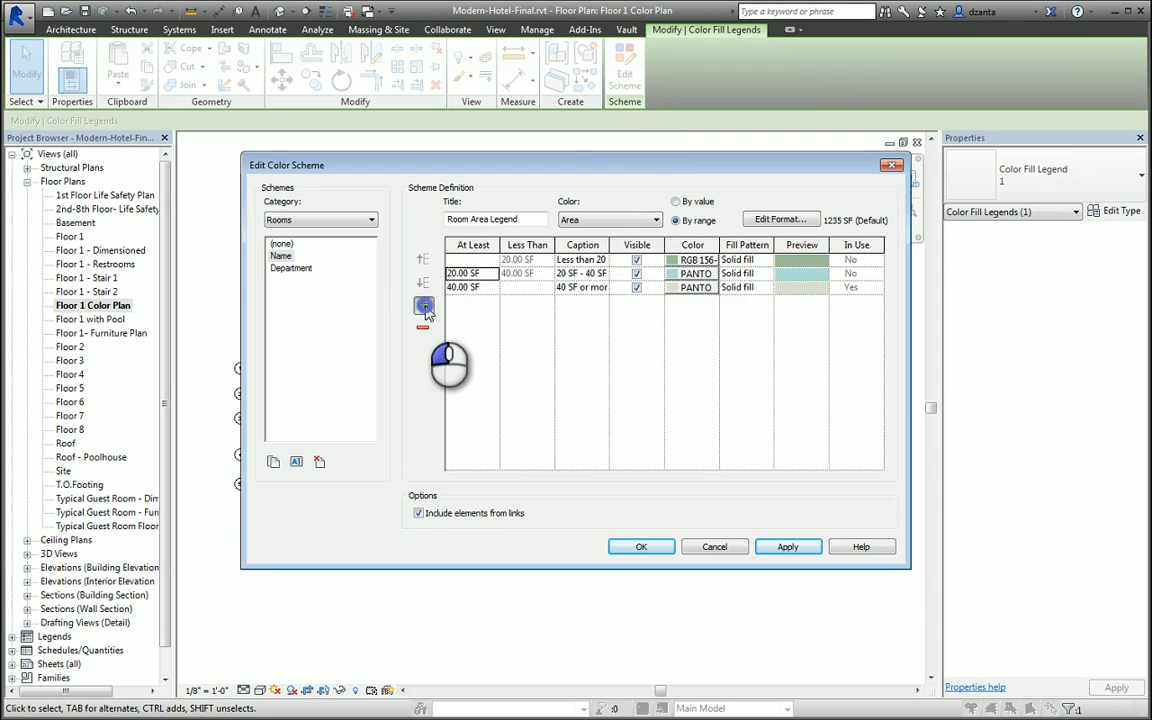 Modern-Hotel-Final.rvt - Floor Plan: Floor 1 Color Plan
Type a keyword or phrase
dzanta
Architecture Structure Systems Insert Annotate Analyze Massing & Site Collaborate View Manage Add-Ins Vault Modify | Color Fill Legends
Modify Paste Cope Cut Join Edit Scheme
Select Properties Clipboard Geometry Modify View Measure Create Scheme
Modify | Color Fill Legends
Project Browser - Modern-Hotel-Fin...
Views (all)
Structural Plans
Floor Plans
1st Floor Life Safety Plan
2nd-8th Floor- Life Safety
Basement
Floor 1
Floor 1 - Dimensioned
Floor 1 - Restrooms
Floor 1 - Stair 1
Floor 1 - Stair 2
Floor 1 Color Plan
Floor 1 with Pool
Floor 1- Furniture Plan
Floor 2
Floor 3
Floor 4
Floor 5
Floor 6
Floor 7
Floor 8
Roof
Roof - Poolhouse
Site
T.O.Footing
Typical Guest Room - Dim
Typical Guest Room - Fur
Typical Guest Room Floor
Ceiling Plans
3D Views
Elevations (Building Elevation
Elevations (Interior Elevation
Sections (Building Section)
Sections (Wall Section)
Drafting Views (Detail)
Legends
Schedules/Quantities
Sheets (all)
Families
Edit Color Scheme
Schemes
Category:
Rooms
(none)
Name
Department
Scheme Definition
Title: Color: By value
Room Area Legend Area By range Edit Format... 1235 SF (Default)
At Least Less Than Caption Visible Color Fill Pattern Preview In Use
20.00 SF Less than 20 RGB 156- Solid fill No
20.00 SF 40.00 SF 20 SF - 40 SF PANTO Solid fill No
40.00 SF 40 SF or mor PANTO Solid fill Yes
Options
Include elements from links
OK Cancel Apply Help
Properties
Color Fill Legend
1
Color Fill Legends (1) Edit Type
Properties help Apply
1/8" = 1'-0"
Click to select, TAB for alternates, CTRL adds, SHIFT unselects. :0 Main Model :1